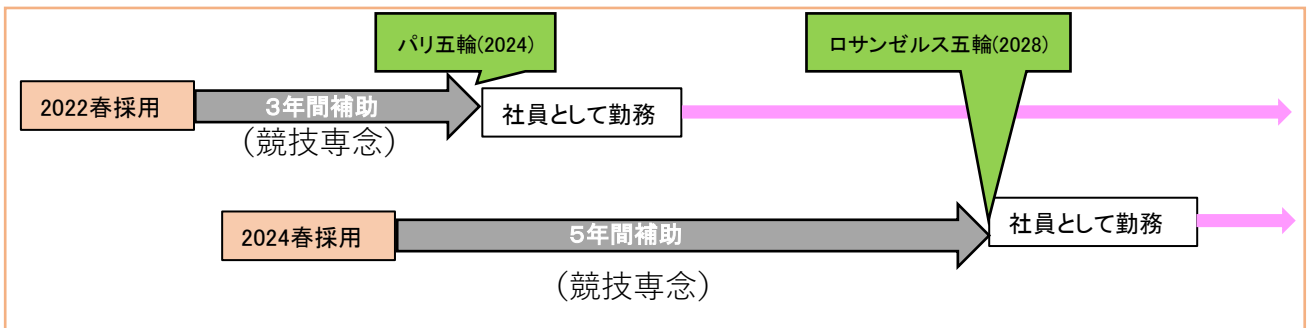 パリ五輪(2024)
ロサンゼルス五輪(2028)
2022春採用
３年間補助
社員として勤務
（競技専念）
2024春採用
５年間補助
社員として勤務
（競技専念）